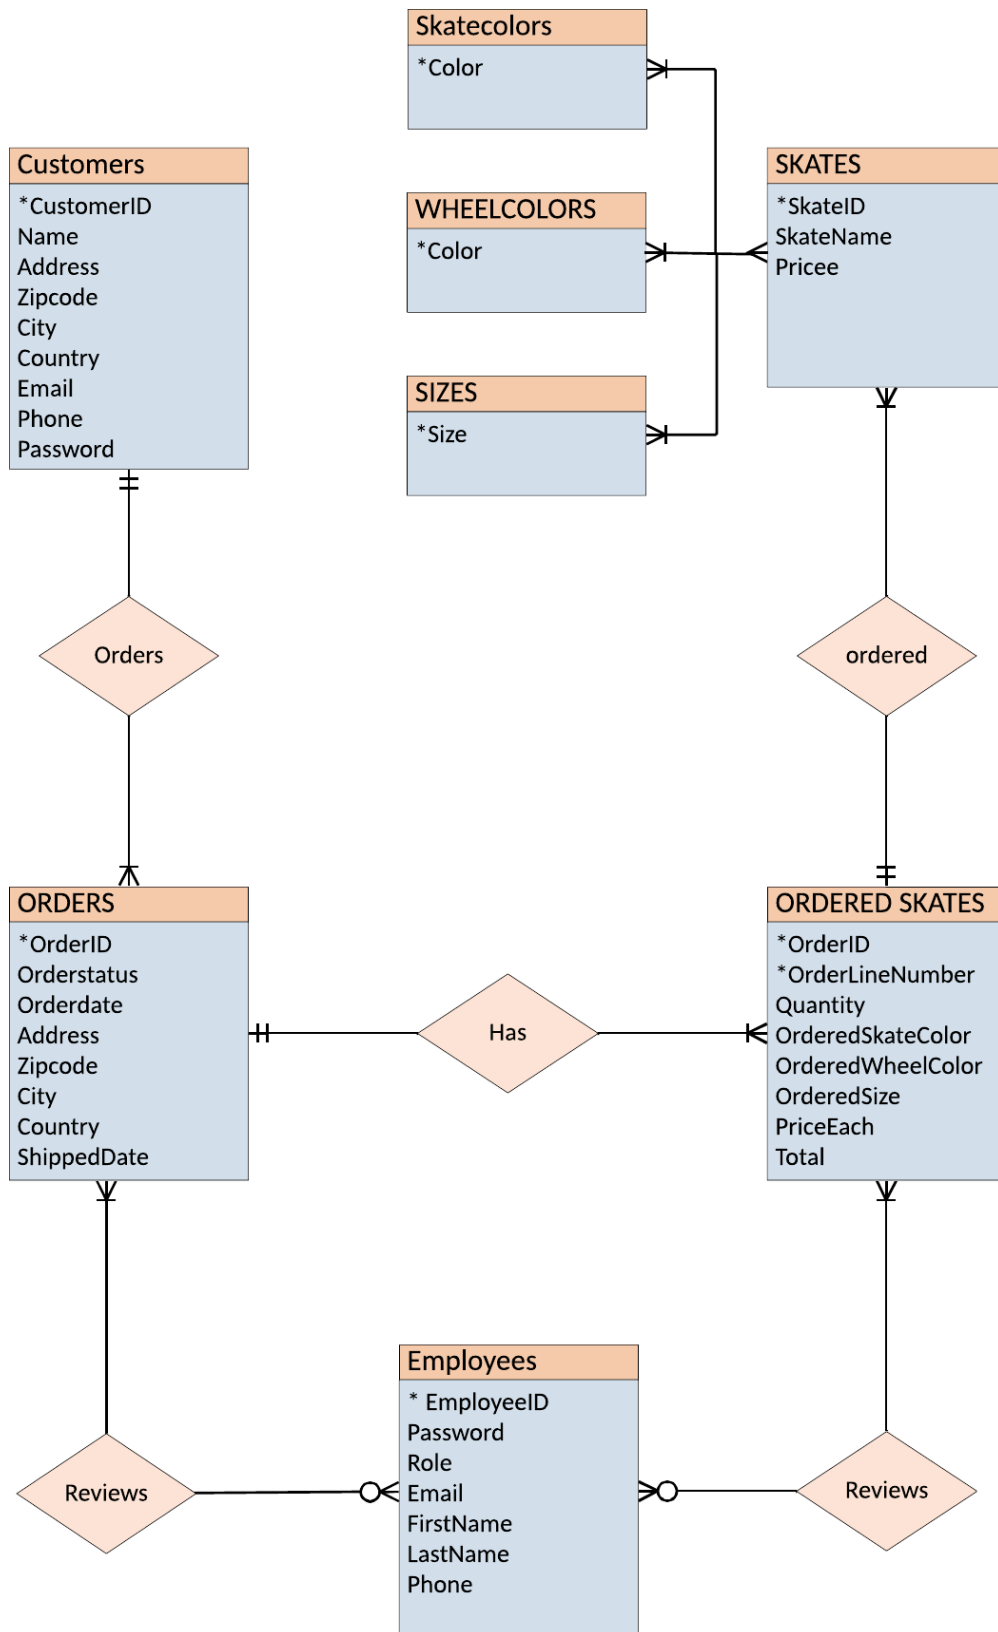 Skatecolors
*Color
Customers
*CustomerID
Name
Address
Zipcode
City
Country
Email
Phone
Password
WHEELCOLORS
*Color
SKATES
*SkateID
SkateName
Pricee
SIZES
*Size
Orders
ordered
ORDERS
*OrderID
Orderstatus
Orderdate
Address
Zipcode
City
Country
ShippedDate
Has
ORDERED SKATES
*OrderID
*OrderLineNumber
Quantity
OrderedSkateColor
OrderedWheelColor
OrderedSize
PriceEach
Total
Reviews
Employees
* EmployeeID
Password
Role
Email
FirstName
LastName
Phone
Reviews